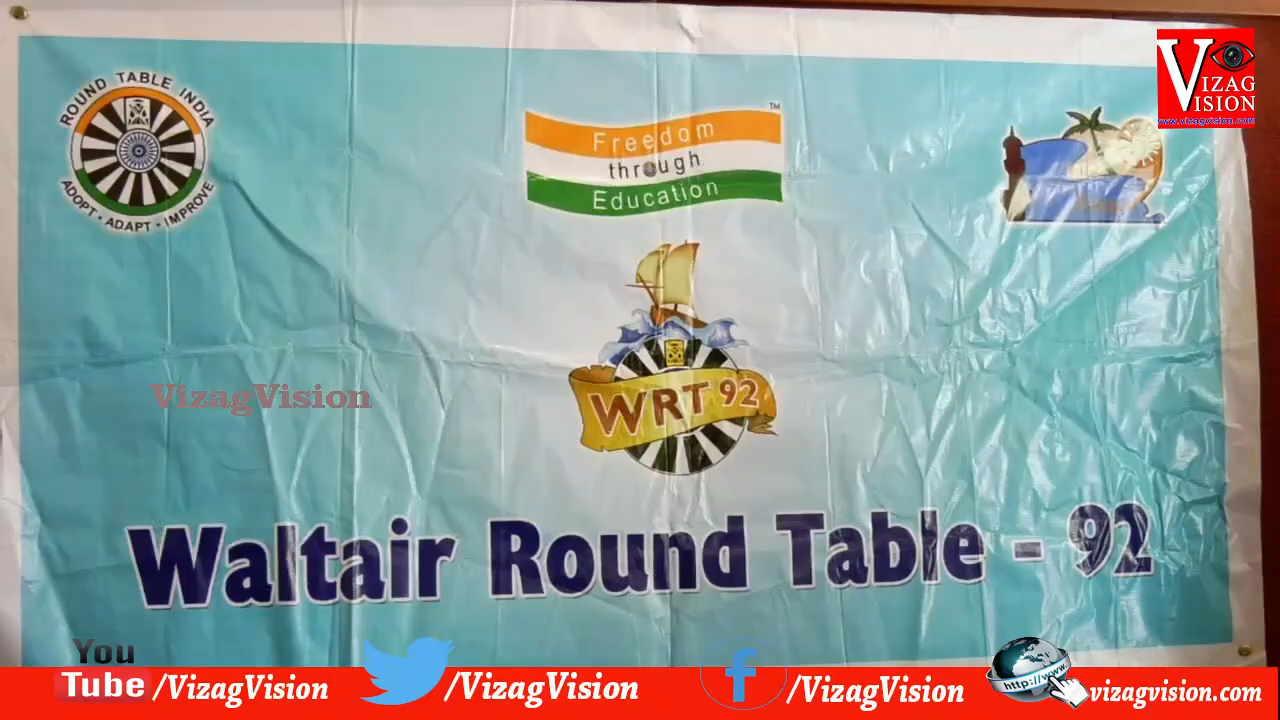 ROUND TABLE INDIA
ADOPT • ADAPT • IMPROVE
Freedom
through
Education
TM
VIZAG
VISION
www.vizagvision.com
WRT 92
VizagVision
Waltair Round Table - 92
You
Tube /VizagVision
/VizagVision
f /VizagVision
http://www.
vizagvision.com